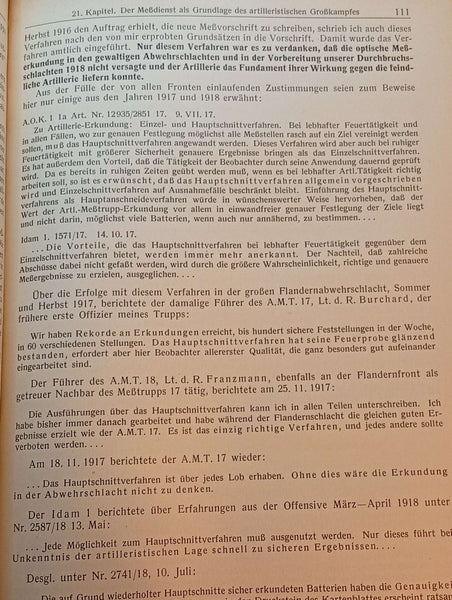 21. Kapitel. Der Meßdienst als Grundlage des artilleristischen Großkampfes 111
Herbst 1916 den Auftrag erhielt, die neue Meßvorschrift zu schreiben, schrieb ich auch dieses
Verfahren nach den von mir erprobten Grundsätzen in die Vorschrift. Damit wurde das Ver-
fahren amtlich eingeführt. Nur diesem Verfahren war es zu verdanken, daß die optische Meß-
erkundung in den gewaltigen Abwehrschlachten und in der Vorbereitung unserer Durchbruchs-
schlachten 1918 nicht versagte und der Artillerie das Fundament ihrer Wirkung gegen die feind-
liche Artillerie liefern konnte.
Aus der Fülle der von allen Fronten einlaufenden Zustimmungen seien zum Beweise
hier nur einige aus den Jahren 1917 und 1918 erwähnt:
A.O.K. 1 Ia Art. Nr. 12935/2851 17. 9. VII. 17.
Zu Artillerie-Erkundung: Einzel- und Hauptschnittverfahren. Bei lebhafter Feuertätigkeit und
in allen Fällen, wo zur genauen Festlegung möglichst alle Meßstellen rasch auf ein Ziel vereinigt werden
sollen, muß das Hauptschnittverfahren angewandt werden. Dieses Verfahren wird aber auch bei ruhiger
Feuertätigkeit mit größerer Sicherheit genauere Ergebnisse bringen als das Einzelschnittverfahren.
Es hat außerdem den Vorteil, daß die Tätigkeit der Beobachter durch seine Anwendung dauernd geprüft
wird. Da es bereits in ruhigen Zeiten geübt werden muß, wenn es bei lebhafter Artl.Tätigkeit richtig
arbeiten soll, so ist es erwünscht, daß das Hauptschnittverfahren allgemein vorgeschrieben
wird und Einzelschnittverfahren auf Ausnahmefälle beschränkt bleibt. Einführung des Hauptschnitt-
verfahrens als Hauptanschneideverfahren würde in wünschenswerter Weise hervorheben, daß der
Wert der Artl.-Meßtrupp-Erkundung vor allem in einwandfreier genauer Festlegung der Ziele liegt
und nicht darin, möglichst viele Batterien, wenn auch nur annähernd, zu bestimmen....
Idam 1. 1571/17. 14. 10. 17.
...Die Vorteile, die das Hauptschnittverfahren bei lebhafter Feuertätigkeit gegenüber dem
Einzelschnittverfahren bietet, werden immer mehr anerkannt. Der Nachteil, daß zahlreiche
Abschüsse dabei nicht gefaßt werden, wird durch die größere Wahrscheinlichkeit, richtige und genauere
Meßergebnisse zu erzielen, ausgeglichen....
Über die Erfolge mit diesem Verfahren in der großen Flandernabwehrschlacht, Sommer
und Herbst 1917, berichtete der damalige Führer des A.M.T. 17, Lt. d. R. Burchard, der
frühere erste Offizier meines Trupps:
Wir haben Rekorde an Erkundungen erreicht, bis hundert sichere Feststellungen in der Woche,
in 60 verschiedenen Stellungen. Das Hauptschnittverfahren hat seine Feuerprobe glänzend
bestanden, erfordert aber hier Beobachter allererster Qualität, die ganz besonders gut aufeinander
eingearbeitet sind.
Der Führer des A.M.T. 18, Lt. d. R. Franzmann, ebenfalls an der Flandernfront als
getreuer Nachbar des Meßtrupps 17 tätig, berichtete am 25. 11. 1917:
Die Ausführungen über das Hauptschnittverfahren kann ich in allen Teilen unterschreiben. Ich
habe bisher immer danach gearbeitet und habe während der Flandernschlacht die gleichen guten Er-
gebnisse erzielt wie der A.M.T. 17. Es ist das einzig richtige Verfahren, und jedes andere sollte
verboten werden....
Am 18. 11. 1917 berichtete der A.M.T. 17 wieder:
...Das Hauptschnittverfahren ist über jedes Lob erhaben. Ohne dies wäre die Erkundung
in der Abwehrschlacht nicht zu denken.
Der Idam 1 berichtete über Erfahrungen aus der Offensive März—April 1918 unter
Nr. 2587/18 13. Mai:
...Jede Möglichkeit zum Hauptschnittverfahren muß ausgenutzt werden. Nur dieses führt bei
Unkenntnis der artilleristischen Lage schnell zu sicheren Ergebnissen....
Desgl. unter Nr. 2741/18, 10. Juli:
Die auf Grund wiederholter Hauptschnitte sicher erkundeten Batterien haben die Genauigkeit
des Kartenblattes erscheint ratsam